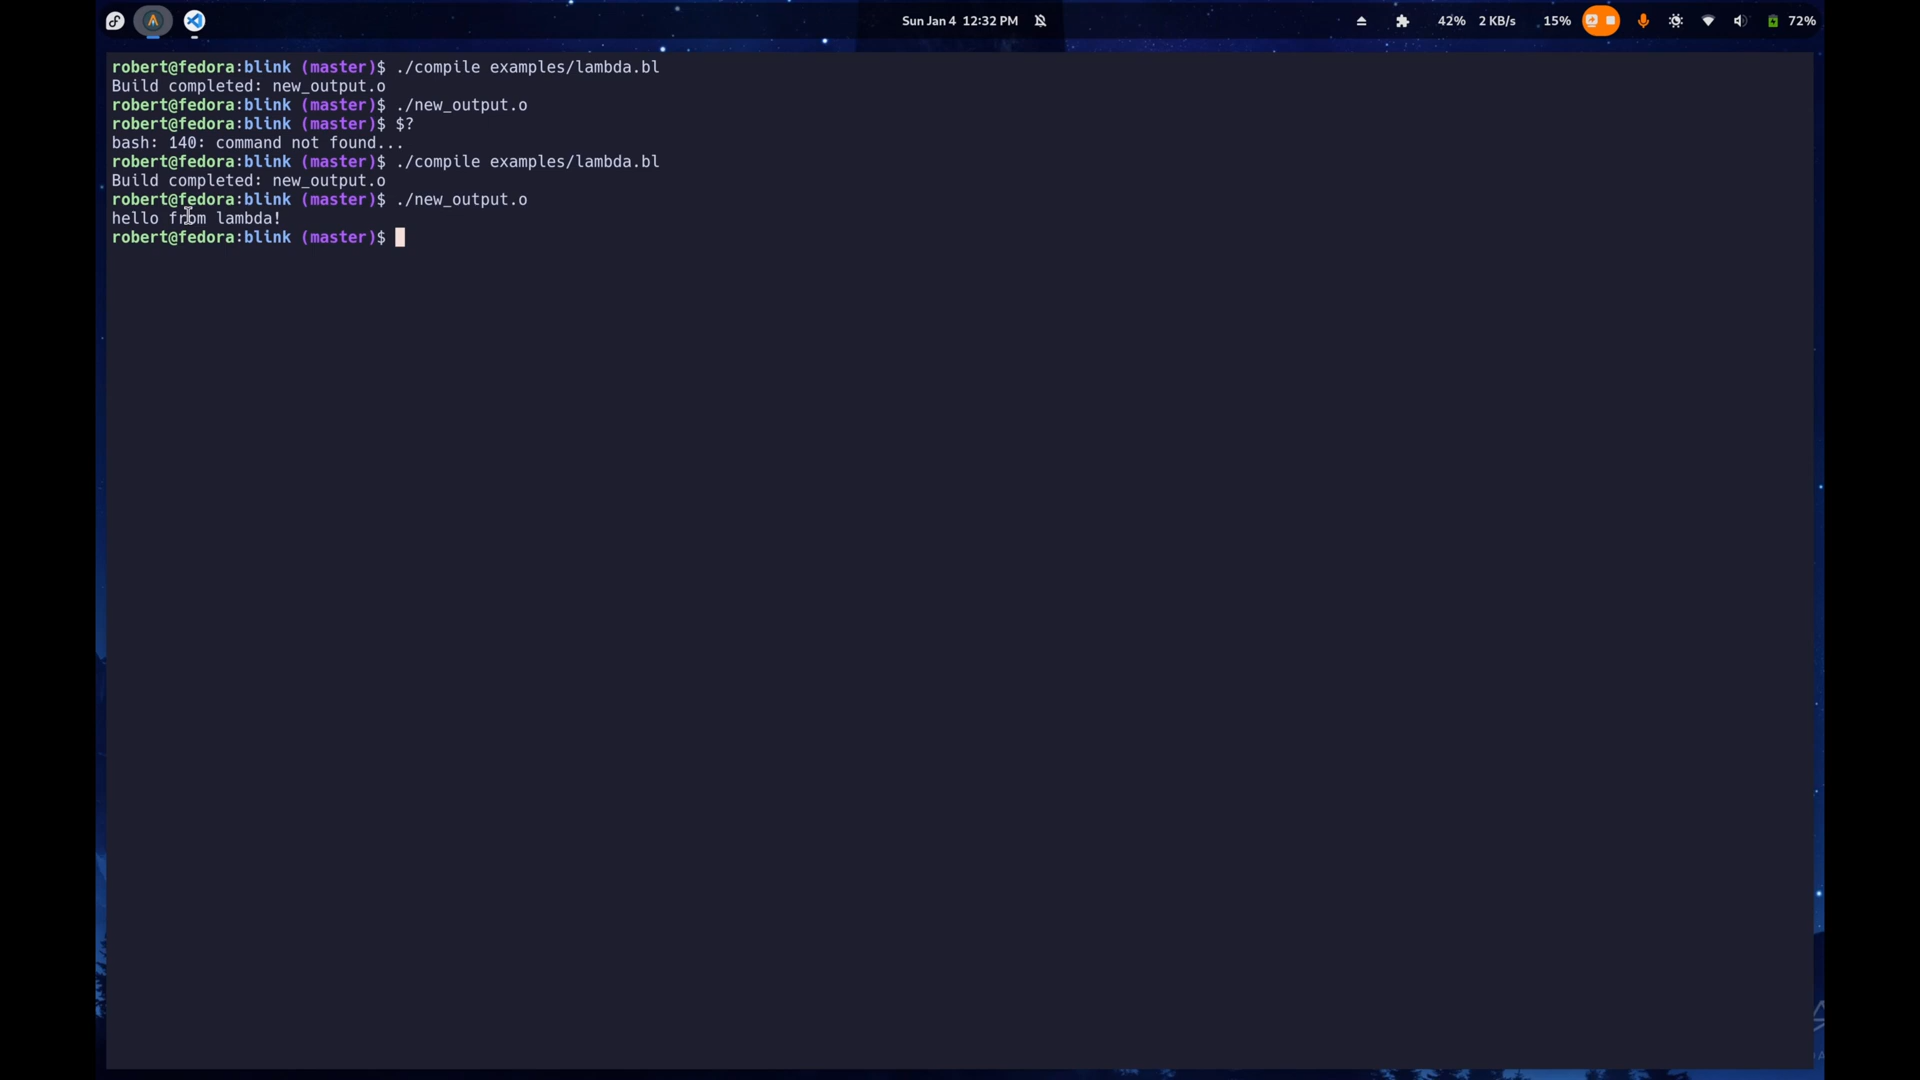 Sun Jan 4 12:32 PM
42% 2 KB/s 15% 72%
robert@fedora:blink (master)$ ./compile examples/lambda.bl
Build completed: new_output.o
robert@fedora:blink (master)$ ./new_output.o
robert@fedora:blink (master)$ $?
bash: 140: command not found...
robert@fedora:blink (master)$ ./compile examples/lambda.bl
Build completed: new_output.o
robert@fedora:blink (master)$ ./new_output.o
hello from lambda!
robert@fedora:blink (master)$